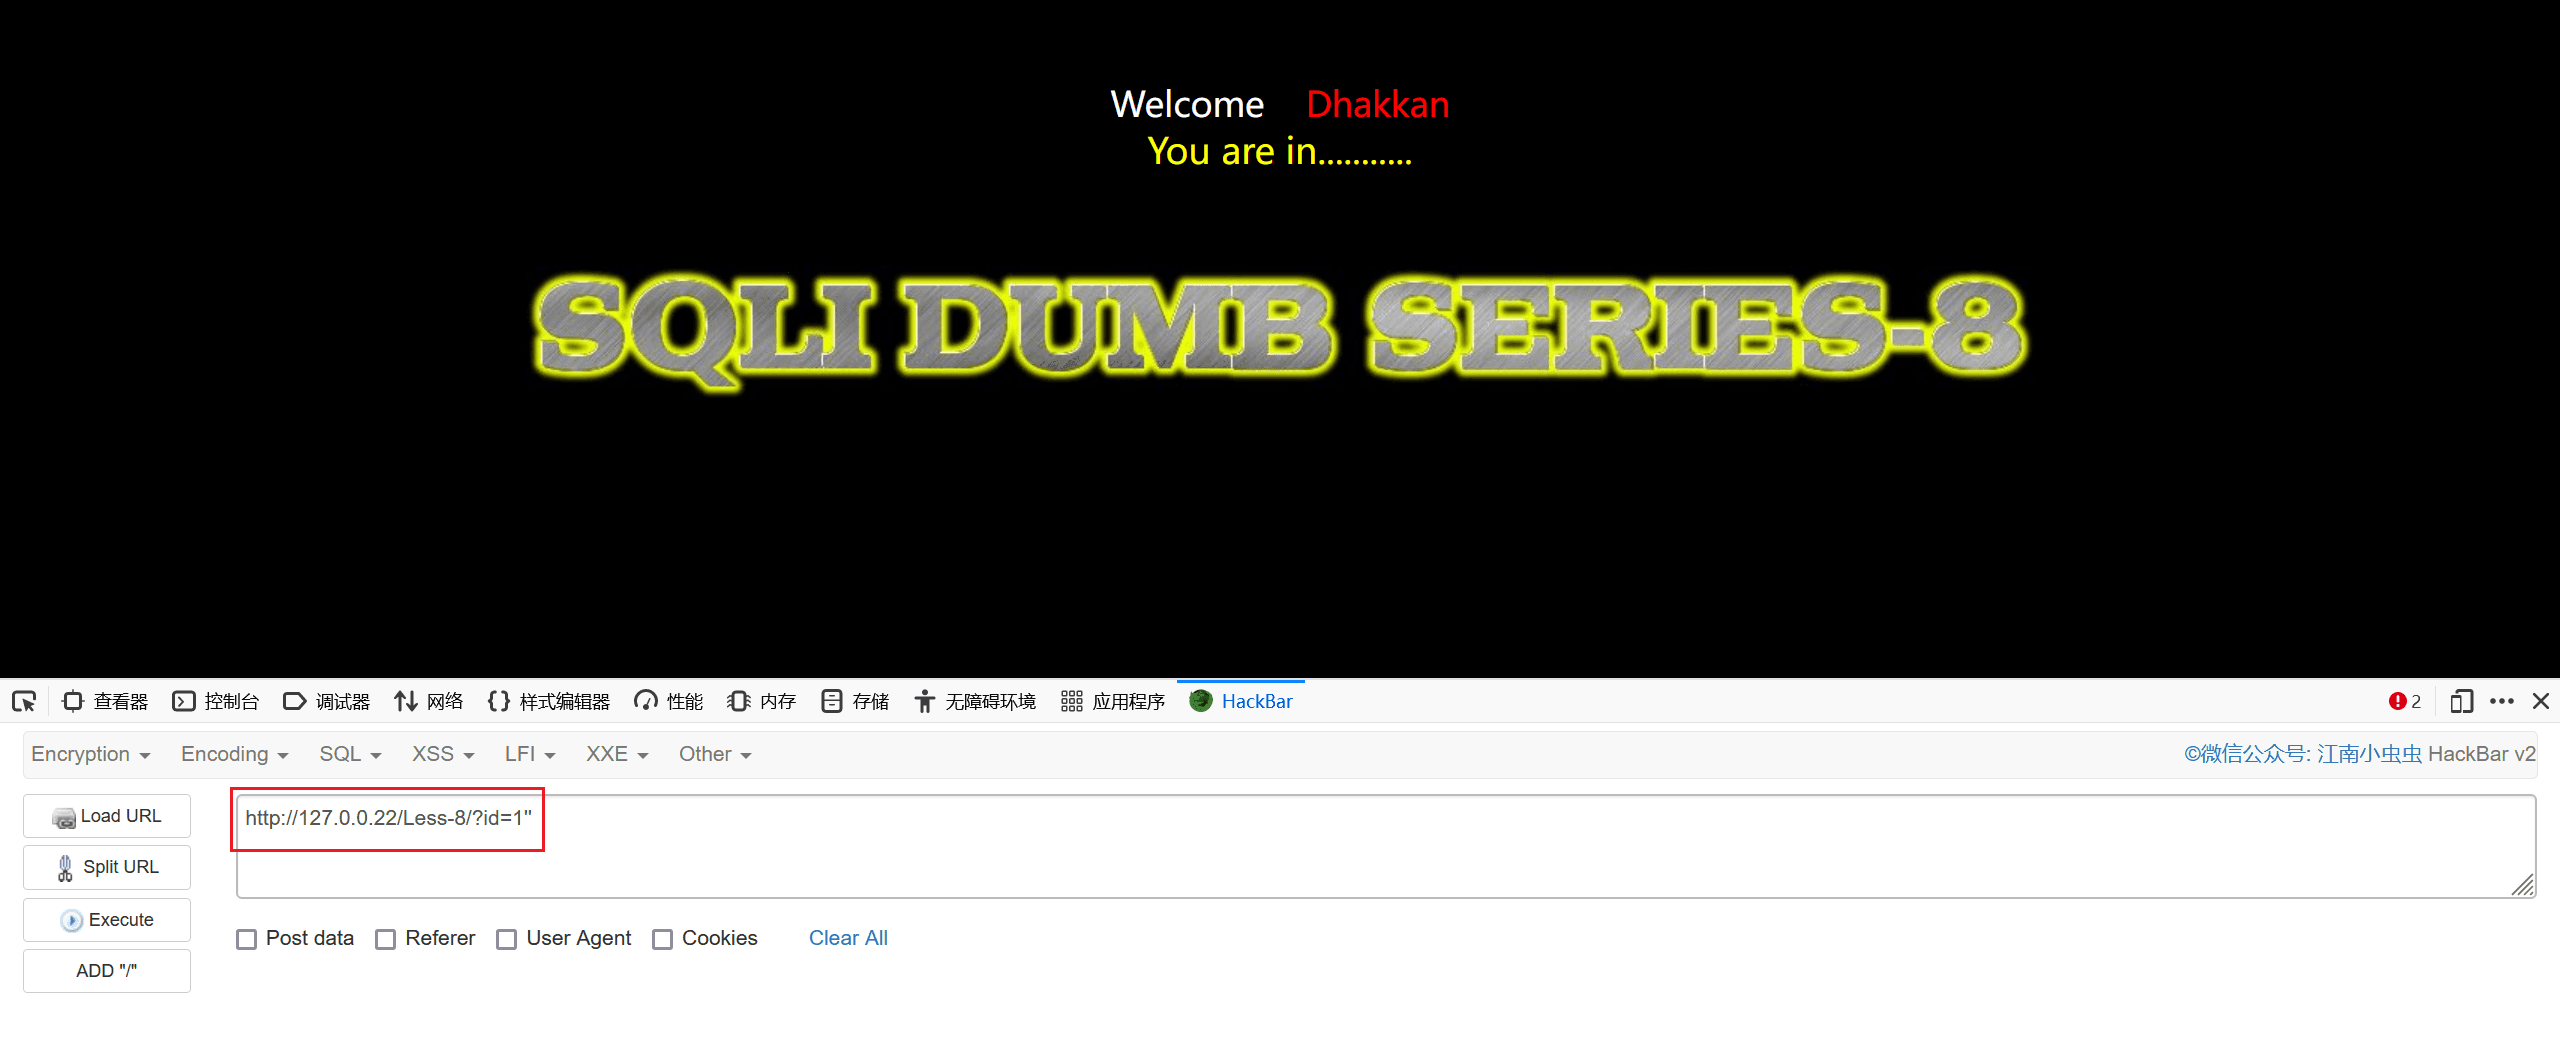 Welcome Dhakkan
You are in...........
SQLI DUMB SERIES-8
查看器 控制台 调试器 网络 样式编辑器 性能 内存 存储 无障碍环境 应用程序 HackBar 2
Encryption Encoding SQL XSS LFI XXE Other ©微信公众号: 江南小虫虫 HackBar v2
Load URL
http://127.0.0.22/Less-8/?id=1"
Split URL
Execute
Post data Referer User Agent Cookies Clear All
ADD "/"